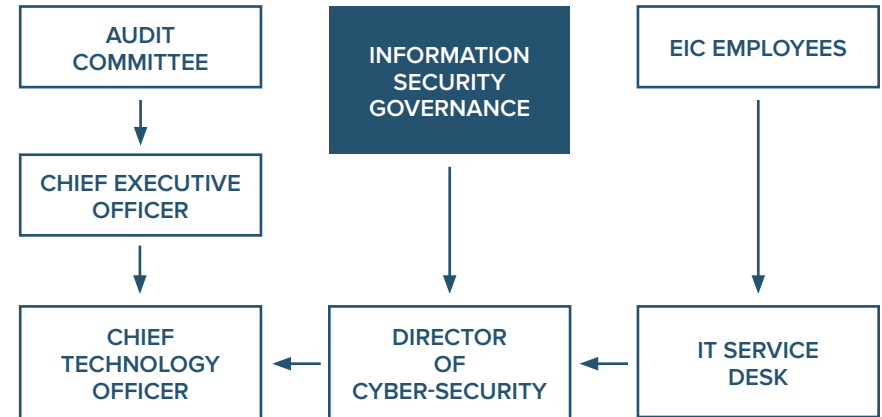 AUDIT
COMMITTEE
INFORMATION
SECURITY
GOVERNANCE
EIC EMPLOYEES
CHIEF EXECUTIVE
OFFICER
CHIEF
TECHNOLOGY
OFFICER
DIRECTOR
OF
CYBER-SECURITY
IT SERVICE
DESK